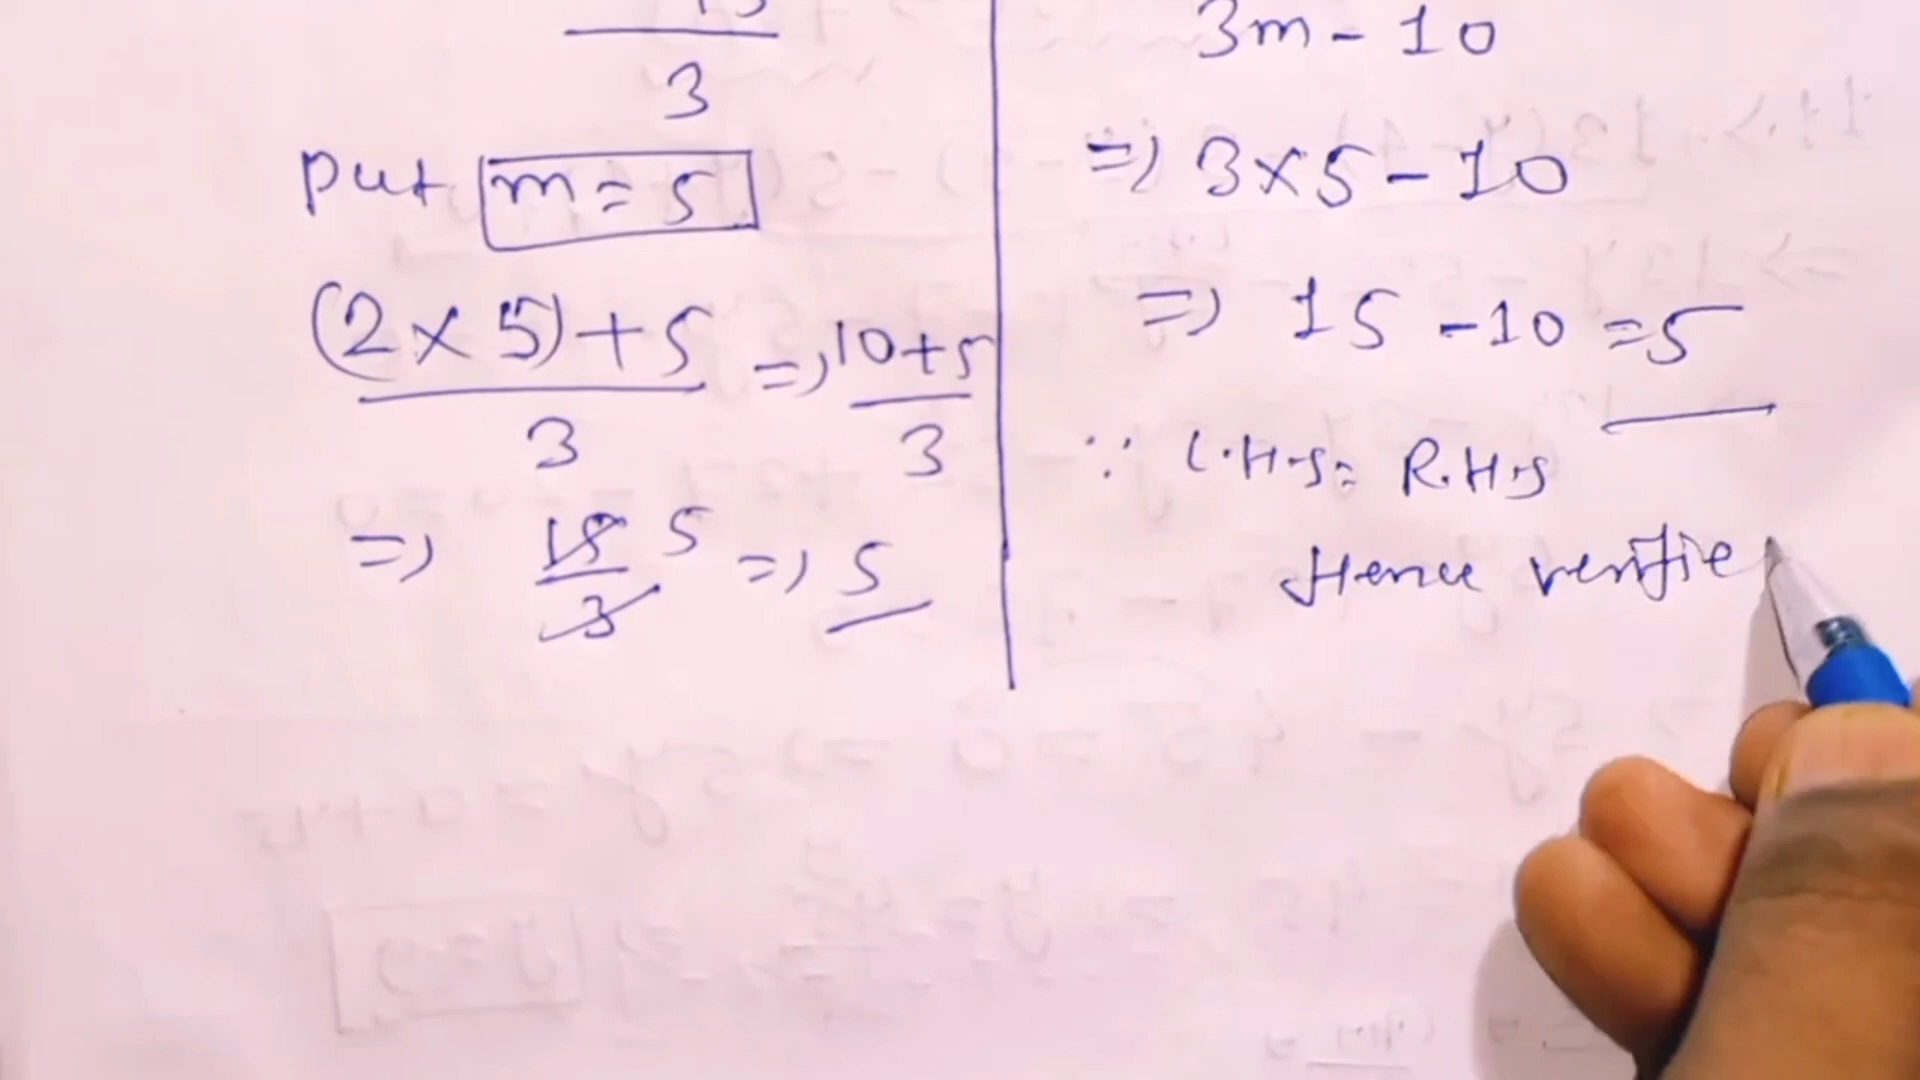 3
put m = 5
(2 × 5) + 5 / 3 => 10 + 5 / 3
=> 15 / 3 5 => 5
3m - 10
=> 3 × 5 - 10
=> 15 - 10 = 5
∵ L.H.S = R.H.S
Hence verifie